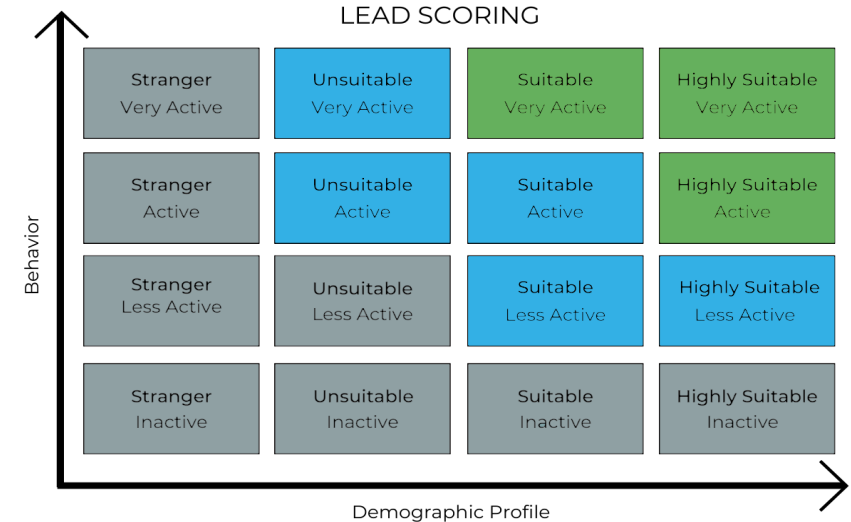 LEAD SCORING
Stranger
Very Active
Unsuitable
Very Active
Suitable
Very Active
Highly Suitable
Very Active
Stranger
Active
Unsuitable
Active
Suitable
Active
Highly Suitable
Active
Stranger
Less Active
Unsuitable
Less Active
Suitable
Less Active
Highly Suitable
Less Active
Stranger
Inactive
Unsuitable
Inactive
Suitable
Inactive
Highly Suitable
Inactive
Behavior
Demographic Profile